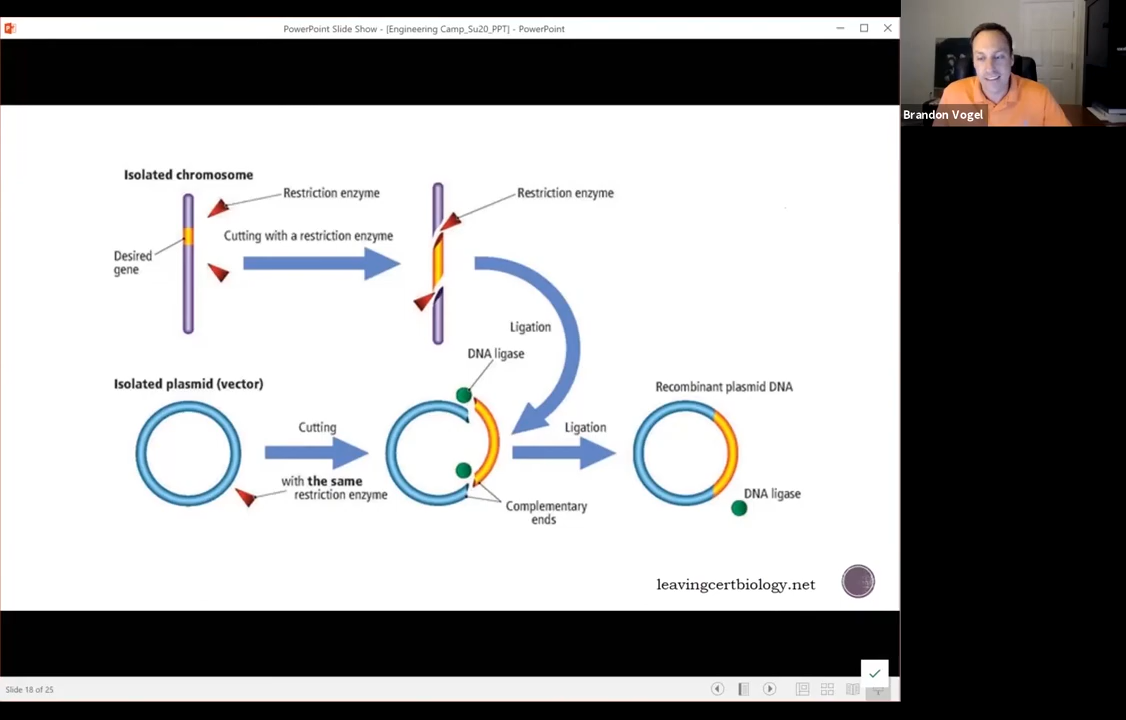 PowerPoint Slide Show - [Engineering Camp_Su20_PPT] - PowerPoint
Brandon Vogel
Isolated chromosome
Restriction enzyme
Restriction enzyme
Cutting with a restriction enzyme
Desired
gene
Ligation
DNA ligase
Isolated plasmid (vector)
Recombinant plasmid DNA
Cutting
Ligation
with the same
restriction enzyme
DNA ligase
Complementary
ends
leavingcertbiology.net
Slide 18 of 25